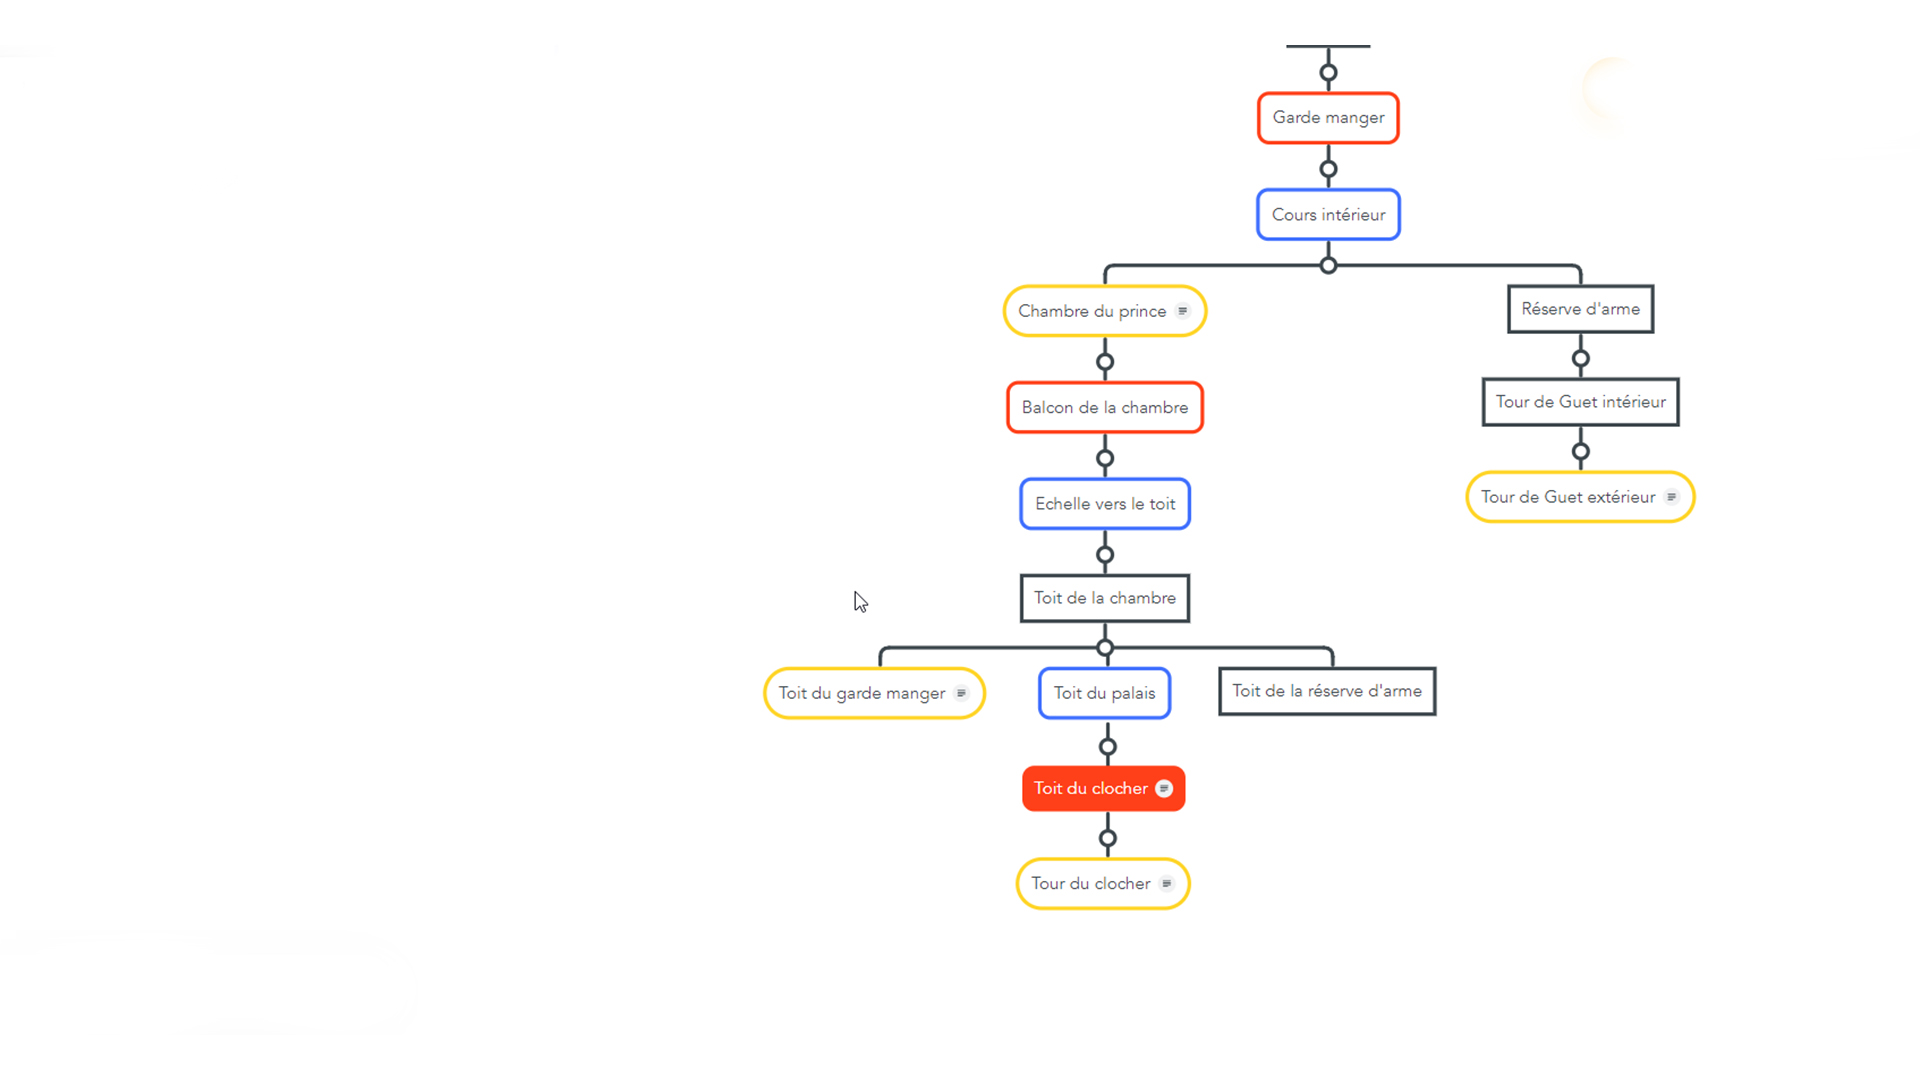 Garde manger
Cours intérieur
Chambre du prince
Réserve d'arme
Balcon de la chambre
Tour de Guet intérieur
Echelle vers le toit
Tour de Guet extérieur
Toit de la chambre
Toit du garde manger
Toit du palais
Toit de la réserve d'arme
Toit du clocher
Tour du clocher